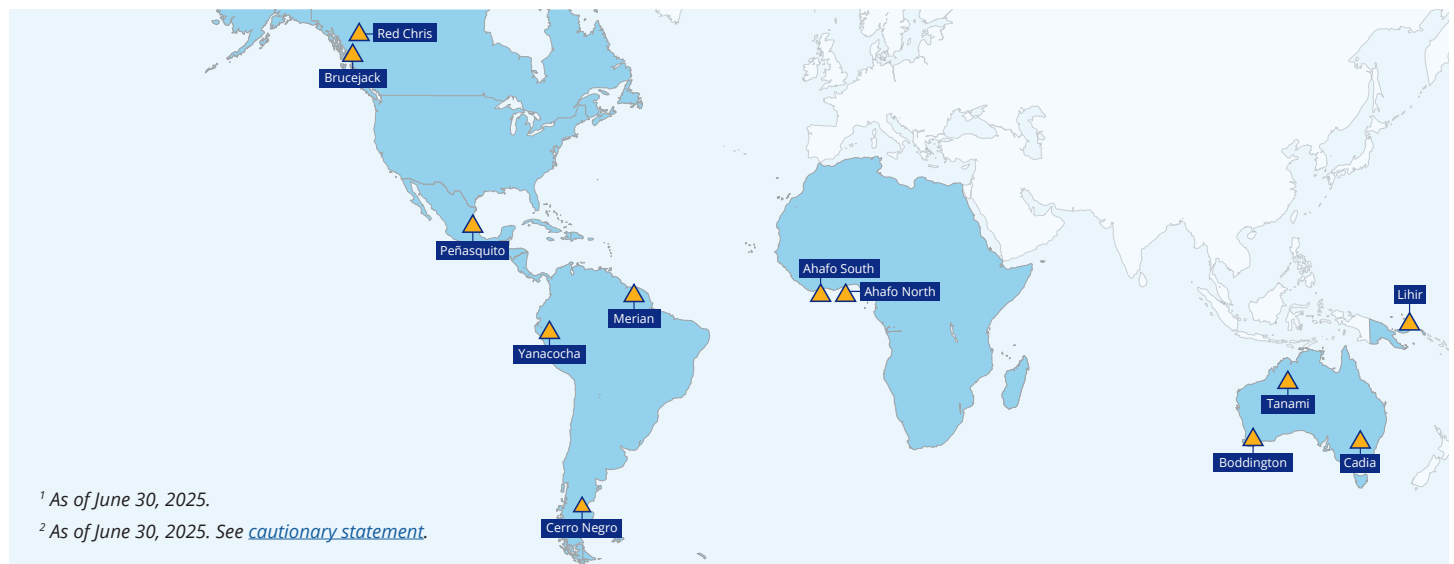 Red Chris
Brucejack
Peñasquito
Ahafo South
Ahafo North
Lihir
Merian
Yanacocha
Tanami
Boddington
Cadia
¹ As of June 30, 2025.
² As of June 30, 2025. See cautionary statement.
Cerro Negro